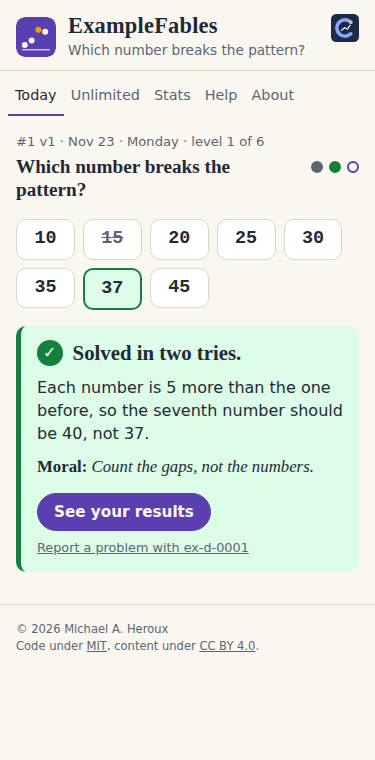 ExampleFables
Which number breaks the pattern?
Today Unlimited Stats Help About
#1 v1 · Nov 23 · Monday · level 1 of 6
Which number breaks the
pattern?
10 15 20 25 30
35 37 45
✓ Solved in two tries.
Each number is 5 more than the one
before, so the seventh number should
be 40, not 37.
Moral: Count the gaps, not the numbers.
See your results
Report a problem with ex-d-0001
© 2026 Michael A. Heroux
Code under MIT, content under CC BY 4.0.